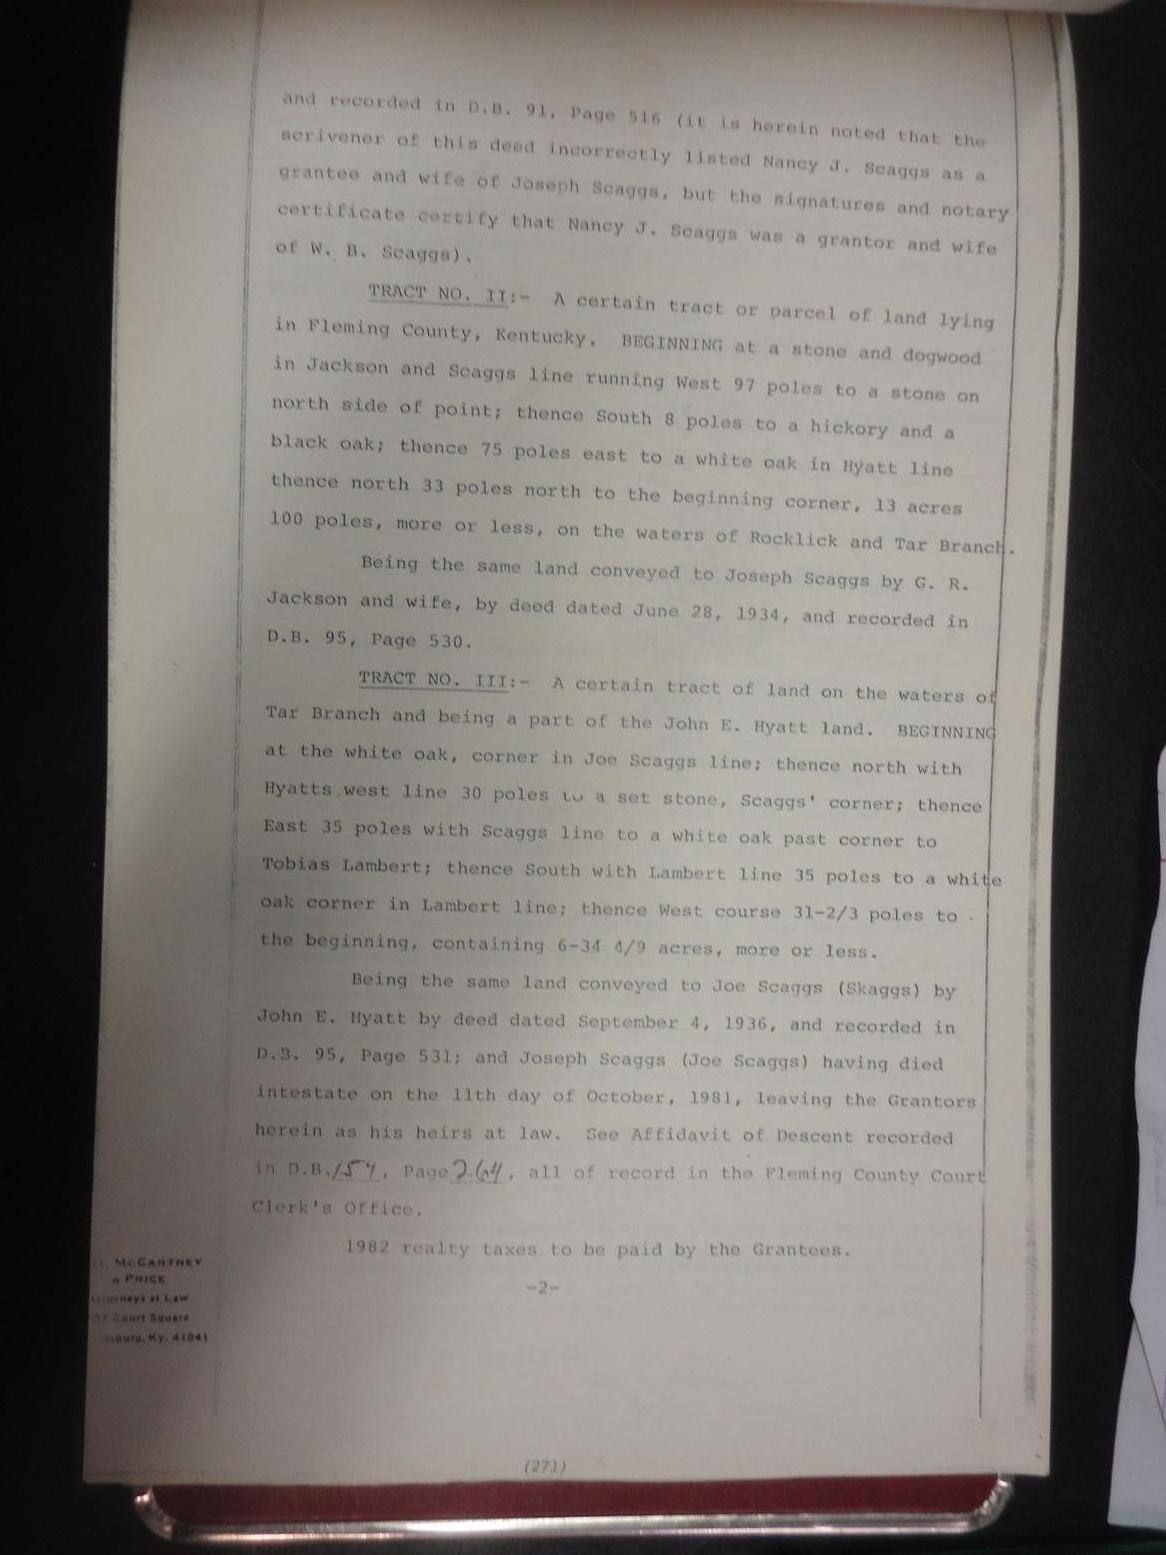 and recorded in D.B. 91, Page 516 (it is herein noted that the
scrivener of this deed incorrectly listed Nancy J. Scaggs as a
grantee and wife of Joseph Scaggs, but the signatures and notary
certificate certify that Nancy J. Scaggs was a grantor and wife
of W. B. Scaggs).
TRACT NO. II:- A certain tract or parcel of land lying
in Fleming County, Kentucky. BEGINNING at a stone and dogwood
in Jackson and Scaggs line running West 97 poles to a stone on
north side of point; thence South 8 poles to a hickory and a
black oak; thence 75 poles east to a white oak in Hyatt line
thence north 33 poles north to the beginning corner, 13 acres
100 poles, more or less, on the waters of Rocklick and Tar Branch.
Being the same land conveyed to Joseph Scaggs by G. R.
Jackson and wife, by deed dated June 28, 1934, and recorded in
D.B. 95, Page 530.
TRACT NO. III:- A certain tract of land on the waters of
Tar Branch and being a part of the John E. Hyatt land. BEGINNING
at the white oak, corner in Joe Scaggs line; thence north with
Hyatts west line 30 poles to a set stone, Scaggs' corner; thence
East 35 poles with Scaggs line to a white oak past corner to
Tobias Lambert; thence South with Lambert line 35 poles to a white
oak corner in Lambert line; thence West course 31-2/3 poles to
the beginning, containing 6-34 4/9 acres, more or less.
Being the same land conveyed to Joe Scaggs (Skaggs) by
John E. Hyatt by deed dated September 4, 1936, and recorded in
D.B. 95, Page 531; and Joseph Scaggs (Joe Scaggs) having died
intestate on the 11th day of October, 1981, leaving the Grantors
herein as his heirs at law. See Affidavit of Descent recorded
in D.B. , Page 264, all of record in the Fleming County Court
Clerk's Office.
1982 realty taxes to be paid by the Grantees.
-2-
McCARTNEY
& PRICE
Attorneys at Law
Court Square
Ky. 41041
(271)